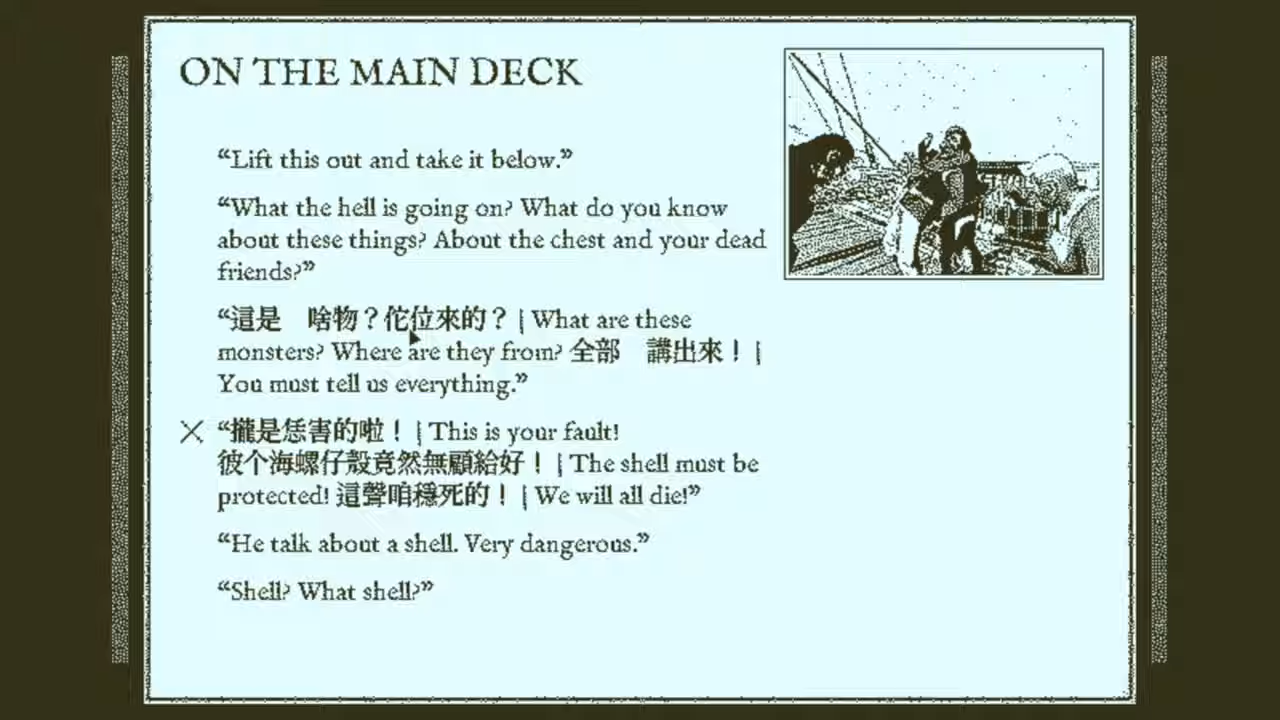 ON THE MAIN DECK
“Lift this out and take it below.”
“What the hell is going on? What do you know
about these things? About the chest and your dead
friends?”
“這是　啥物？佗位來的？ | What are these
monsters? Where are they from? 全部　講出來！ |
You must tell us everything.”
“攏是恁害的啦！ | This is your fault!
彼个海螺仔殼竟然無顧給好！ | The shell must be
protected! 這聲咱穩死的！ | We will all die!”
“He talk about a shell. Very dangerous.”
“Shell? What shell?”